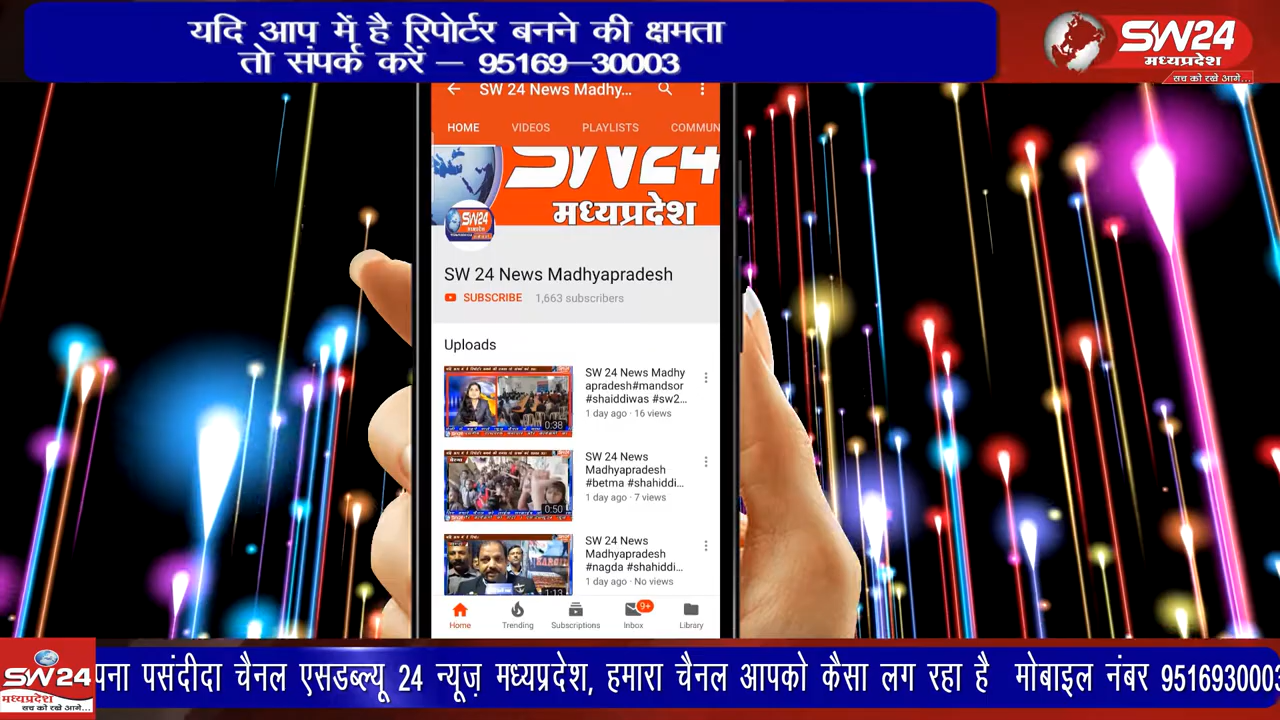 यदि आप में है रिपोर्टर बनने की क्षमता
तो संपर्क करें – 95169–30003
SW24
मध्यप्रदेश
सच को रखे आगे...
SW 24 News Madhy...
HOME VIDEOS PLAYLISTS COMMUN
SW24
मध्यप्रदेश
SW24
SW 24 News Madhyapradesh
SUBSCRIBE 1,663 subscribers
Uploads
SW 24 News Madhy
apradesh#mandsor
#shaiddiwas #sw2...
1 day ago · 16 views
0:38
SW 24 News
Madhyapradesh
#betma #shahiddi...
1 day ago · 7 views
0:50
SW 24 News
Madhyapradesh
#nagda #shahiddi...
1 day ago · No views
1:13
9+
Home Trending Subscriptions Inbox Library
SW24
मध्यप्रदेश
सच को रखे आगे...
पना पसंदीदा चैनल एसडब्ल्यू 24 न्यूज़ मध्यप्रदेश, हमारा चैनल आपको कैसा लग रहा है मोबाइल नंबर 9516930003